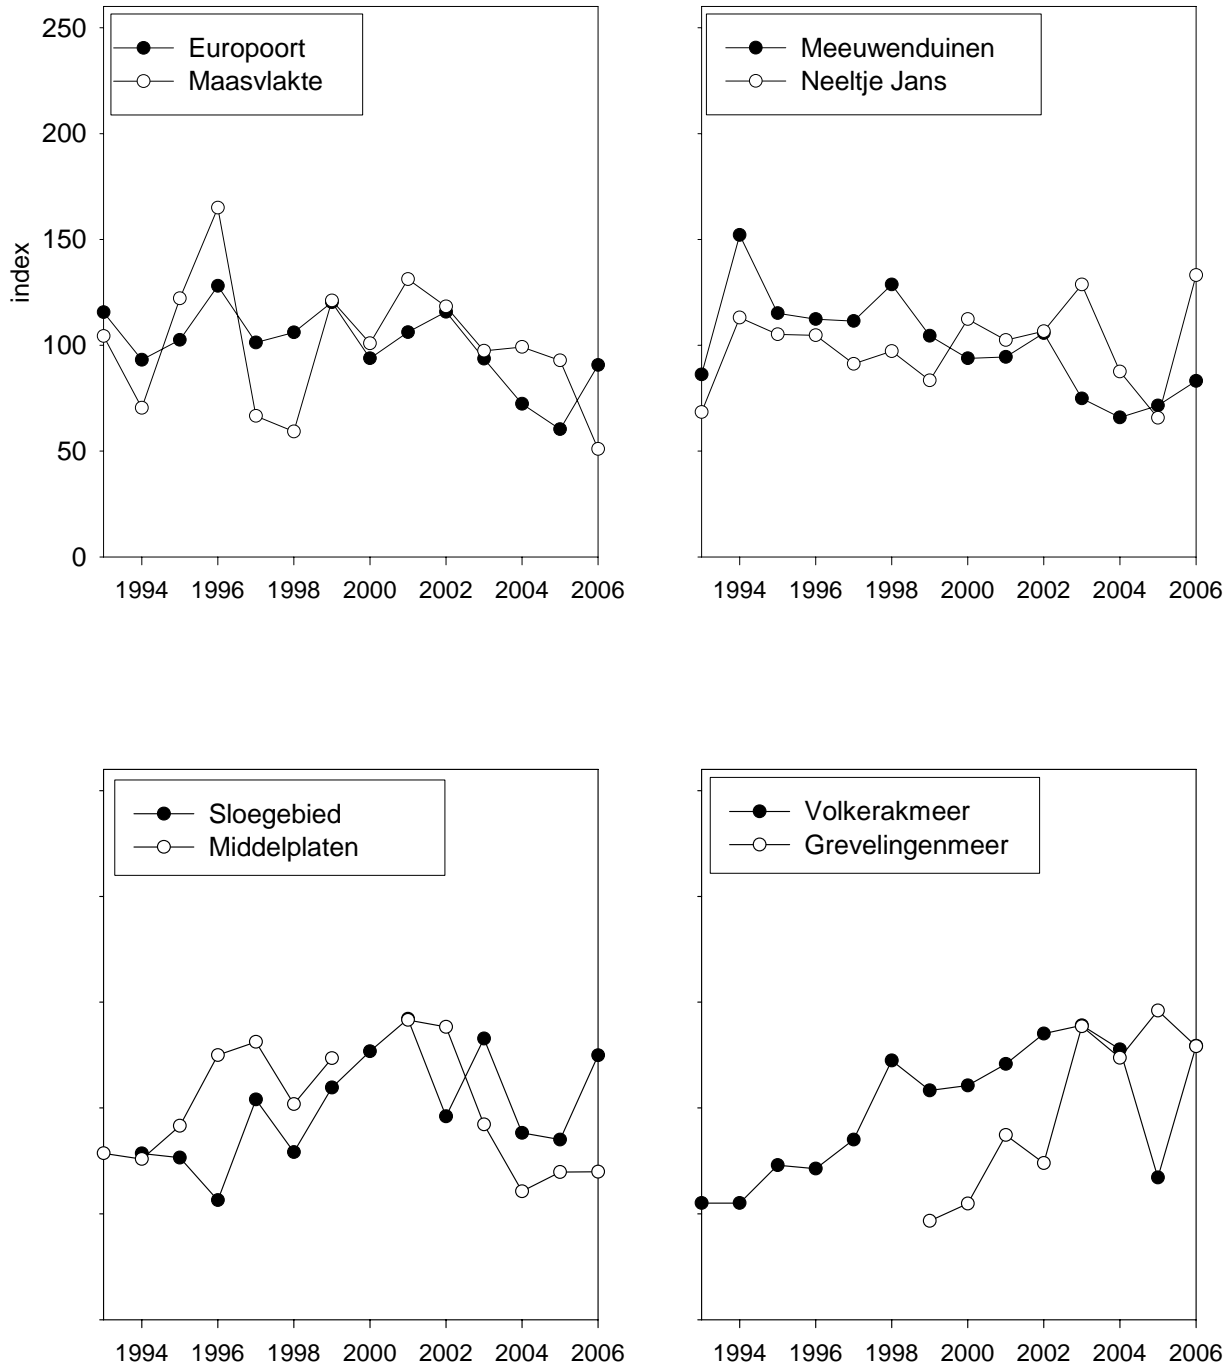 250
200
150
100
50
0
index
Europoort
Maasvlakte
1994 1996 1998 2000 2002 2004 2006
Meeuwenduinen
Neeltje Jans
1994 1996 1998 2000 2002 2004 2006
Sloegebied
Middelplaten
1994 1996 1998 2000 2002 2004 2006
Volkerakmeer
Grevelingenmeer
1994 1996 1998 2000 2002 2004 2006